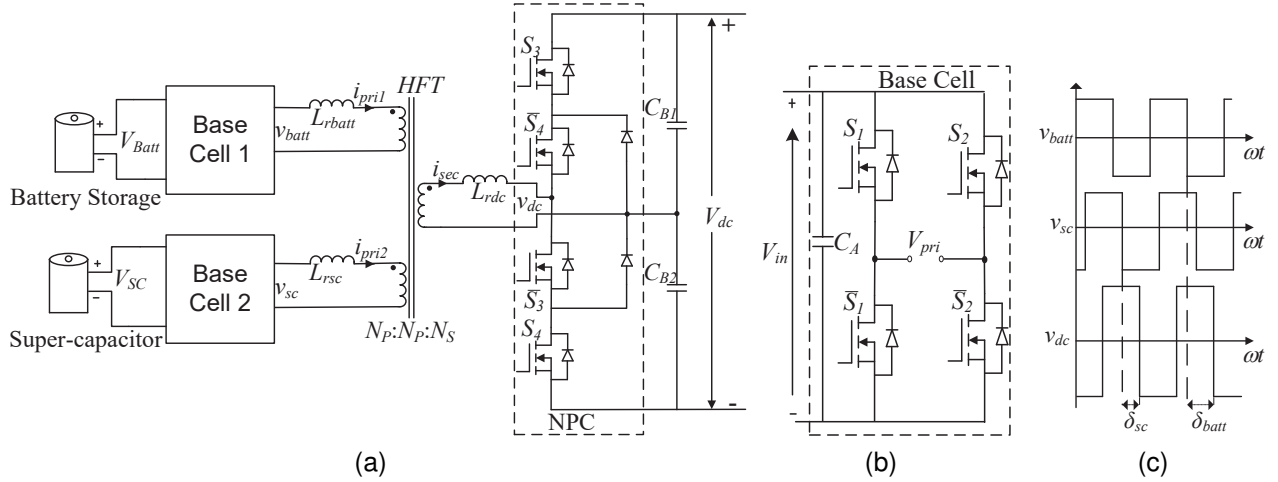 Battery Storage
+
−
V_Batt
Base
Cell 1
v_batt
L_rbatt
i_pri1
HFT
Super-capacitor
+
−
V_SC
Base
Cell 2
v_sc
L_rsc
i_pri2
N_P:N_P:N_S
i_sec
L_rdc
v_dc
S_3
S̅_4
S̅_3
S_4
NPC
C_B1
C_B2
+
V_dc
-
(a)
Base Cell
+
V_in
−
C_A
S_1
S_2
V_pri
S̅_1
S̅_2
(b)
v_batt
ωt
v_sc
ωt
v_dc
ωt
δ_sc
δ_batt
(c)